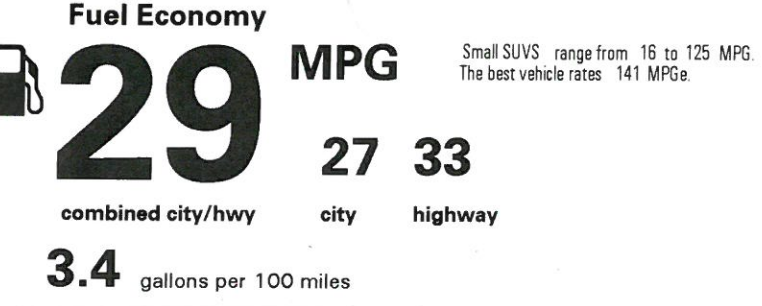 Fuel Economy
29 MPG
Small SUVS range from 16 to 125 MPG.
The best vehicle rates 141 MPGe.
27 33
combined city/hwy city highway
3.4 gallons per 100 miles